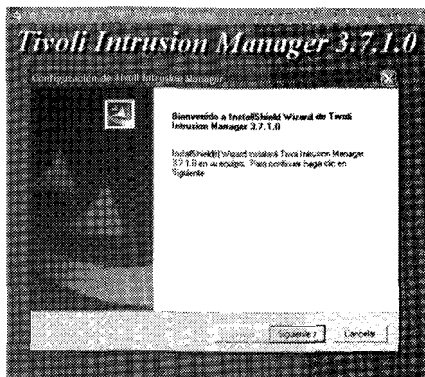 Tivoli Intrusion Manager 3.7.1.0
Configuración de Tivoli Intrusion Manager
Bienvenido a InstallShield Wizard de Tivoli
Intrusion Manager 3.7.1.0
InstallShield(r) Wizard instalará Tivoli Intrusion Manager
3.7.1.0 en su equipo. Para continuar haga clic en
Siguiente
Siguiente >
Cancelar